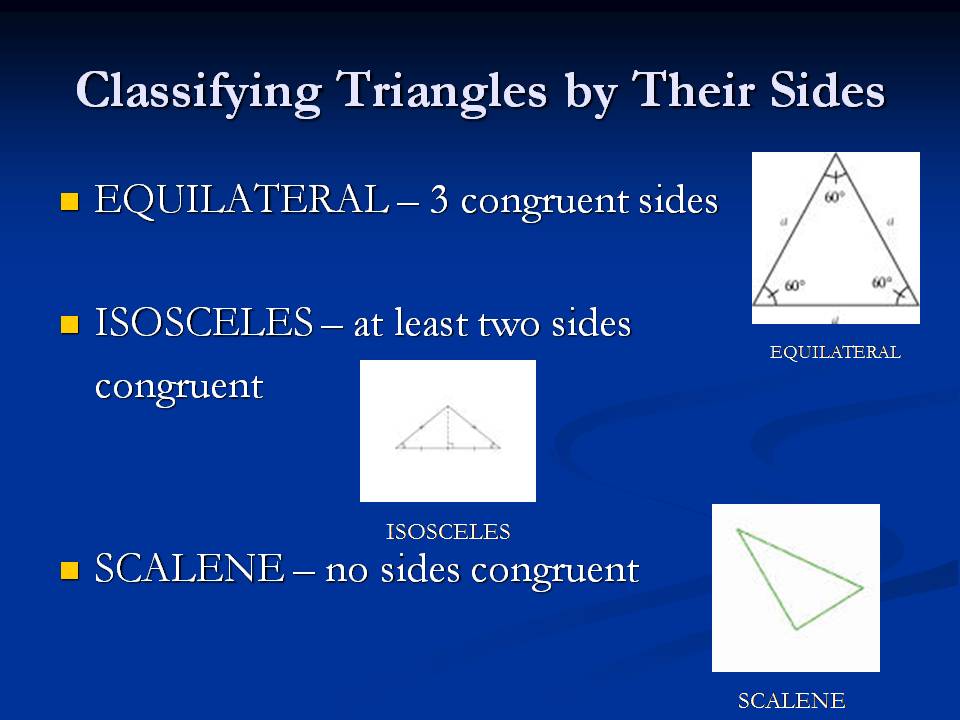 Classifying Triangles by Their Sides
EQUILATERAL – 3 congruent sides
60°
a a
60° 60°
a
EQUILATERAL
ISOSCELES – at least two sides
congruent
ISOSCELES
SCALENE – no sides congruent
SCALENE